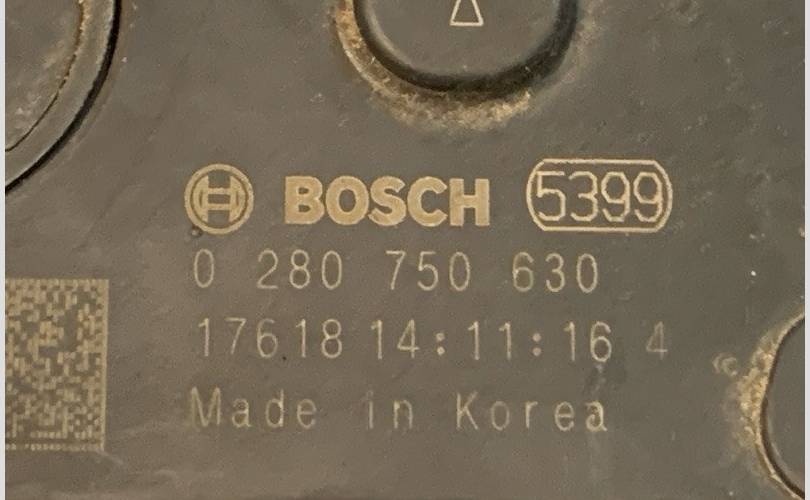 BOSCH 5399
0 280 750 630
17618 14:11:16 4
Made in Korea